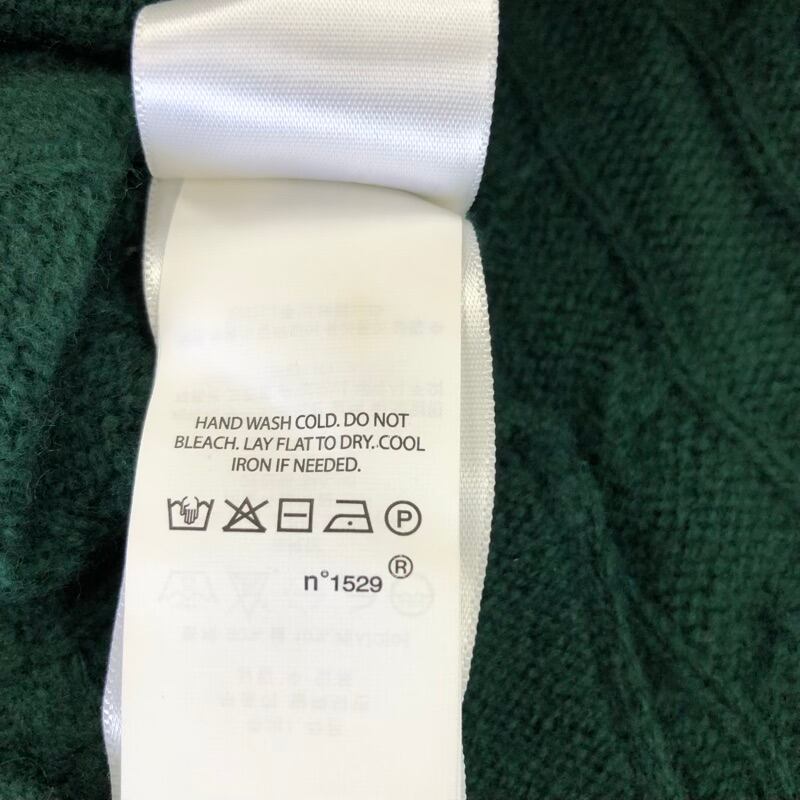 HAND WASH COLD. DO NOT
BLEACH. LAY FLAT TO DRY. COOL
IRON IF NEEDED.
P
n°1529 ®